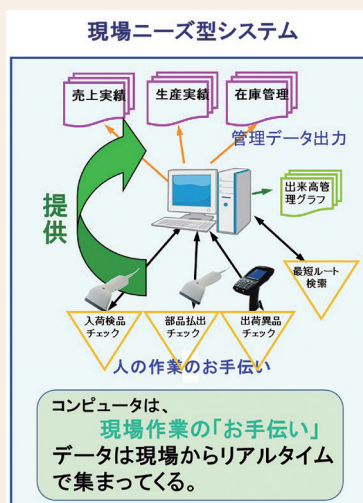 現場ニーズ型システム
売上実績
生産実績
在庫管理
管理データ出力
提供
出来高管
理グラフ
最短ルート
検索
入荷検品
チェック
部品払出
チェック
出荷異品
チェック
人の作業のお手伝い
コンピュータは、
現場作業の「お手伝い」
データは現場からリアルタイム
で集まってくる。